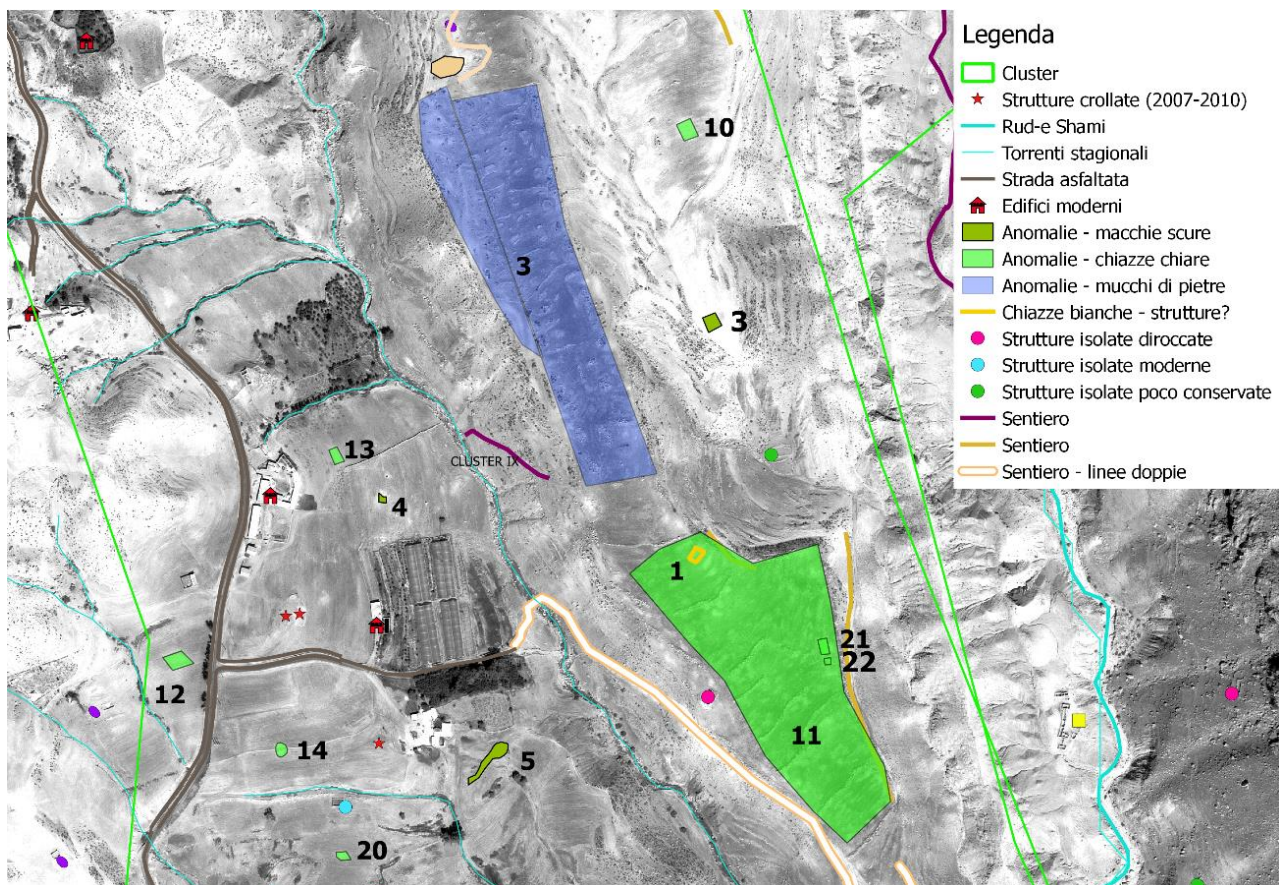 Legenda
Cluster
Strutture crollate (2007-2010)
Rud-e Shami
Torrenti stagionali
Strada asfaltata
Edifici moderni
Anomalie - macchie scure
Anomalie - chiazze chiare
Anomalie - mucchi di pietre
Chiazze bianche - strutture?
Strutture isolate diroccate
Strutture isolate moderne
Strutture isolate poco conservate
Sentiero
Sentiero
Sentiero - linee doppie
10
3
3
13
CLUSTER IX
4
1
21
22
12
11
14
5
20